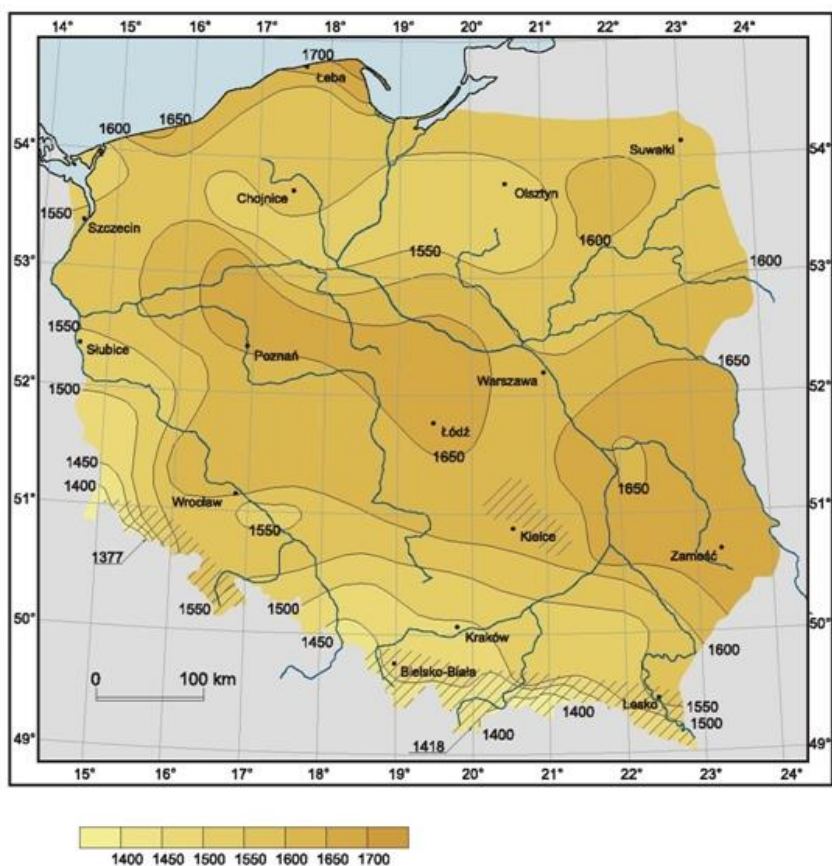 14° 15° 16° 17° 18° 19° 20° 21° 22° 23°
1700
Łeba
1650
1600
54°
54°
Suwałki
Chojnice
Olsztyn
1550
Szczecin
1600
1550
1600
53°
53°
1550
Słubice
Poznań
1650
Warszawa
52°
52°
1500
Łódź
1650
1450
1650
1400
51°
51°
Wrocław
1550
Kielce
1377
Zamość
1550
1500
50°
50°
Kraków
1450
1600
Bielsko-Biała
0 100 km
Lesko
1550
1400
1500
1400
1418
49°
49°
15° 16° 17° 18° 19° 20° 21° 22° 23° 24°
1400 1450 1500 1550 1600 1650 1700